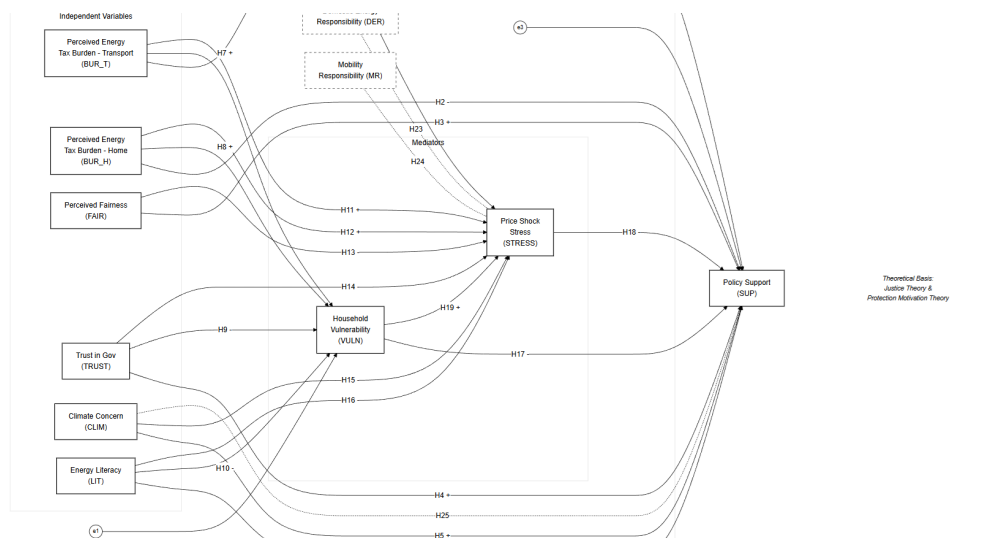 Independent Variables
Responsibility (DER)
e3
Perceived Energy
Tax Burden - Transport
(BUR_T)
H7 +
Mobility
Responsibility (MR)
H2
H3 +
H23
Mediators
H24
Perceived Energy
Tax Burden - Home
(BUR_H)
H8 +
Perceived Fairness
(FAIR)
H11 +
H12 +
H13
Price Shock
Stress
(STRESS)
H18
Policy Support
(SUP)
Theoretical Basis:
Justice Theory &
Protection Motivation Theory
H14
H19 +
Household
Vulnerability
(VULN)
H9
H17
Trust in Gov
(TRUST)
H15
H16
Climate Concern
(CLIM)
Energy Literacy
(LIT)
H10 -
H4 +
H25
H5 +
e1